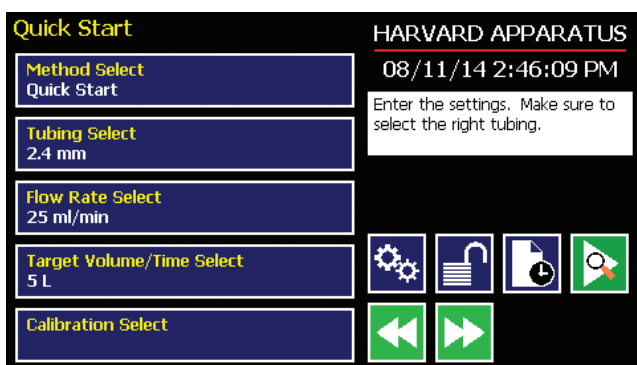 Quick Start
Method Select
Quick Start
Tubing Select
2.4 mm
Flow Rate Select
25 ml/min
Target Volume/Time Select
5 L
Calibration Select
HARVARD APPARATUS
08/11/14 2:46:09 PM
Enter the settings. Make sure to
select the right tubing.